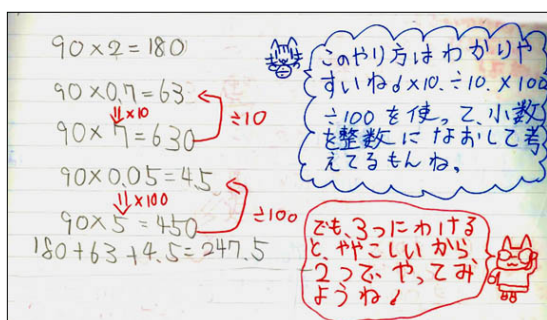 90×2=180
90×0.7=63
⇓×10
÷10
90×7=630
90×0.05=4.5
⇓×100
÷100
90×5=450
180+63+4.5=247.5
このやり方はわかりや
すいね♪×10.÷10.×100
÷100を使って、小数
を整数になおして考
えてるもんね。
でも、3つにわける
と、ややこしいから、
2つで、やってみ
ようね♪